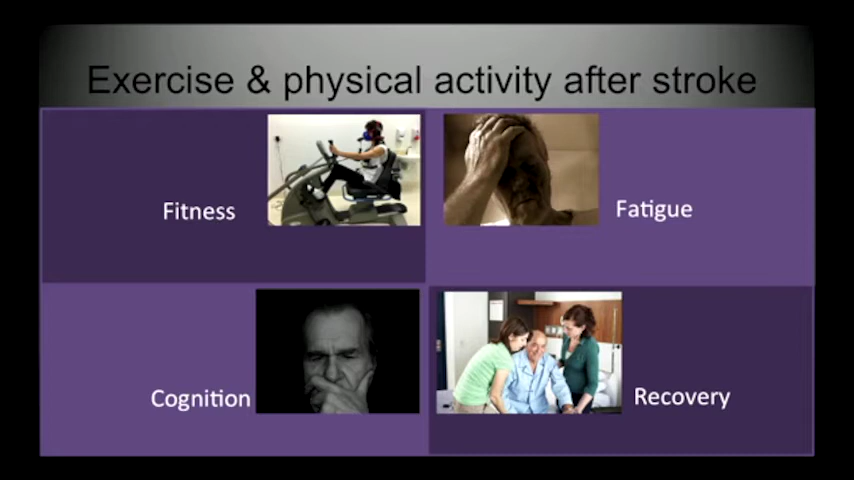 Exercise & physical activity after stroke
Fitness
Fatigue
Cognition
Recovery